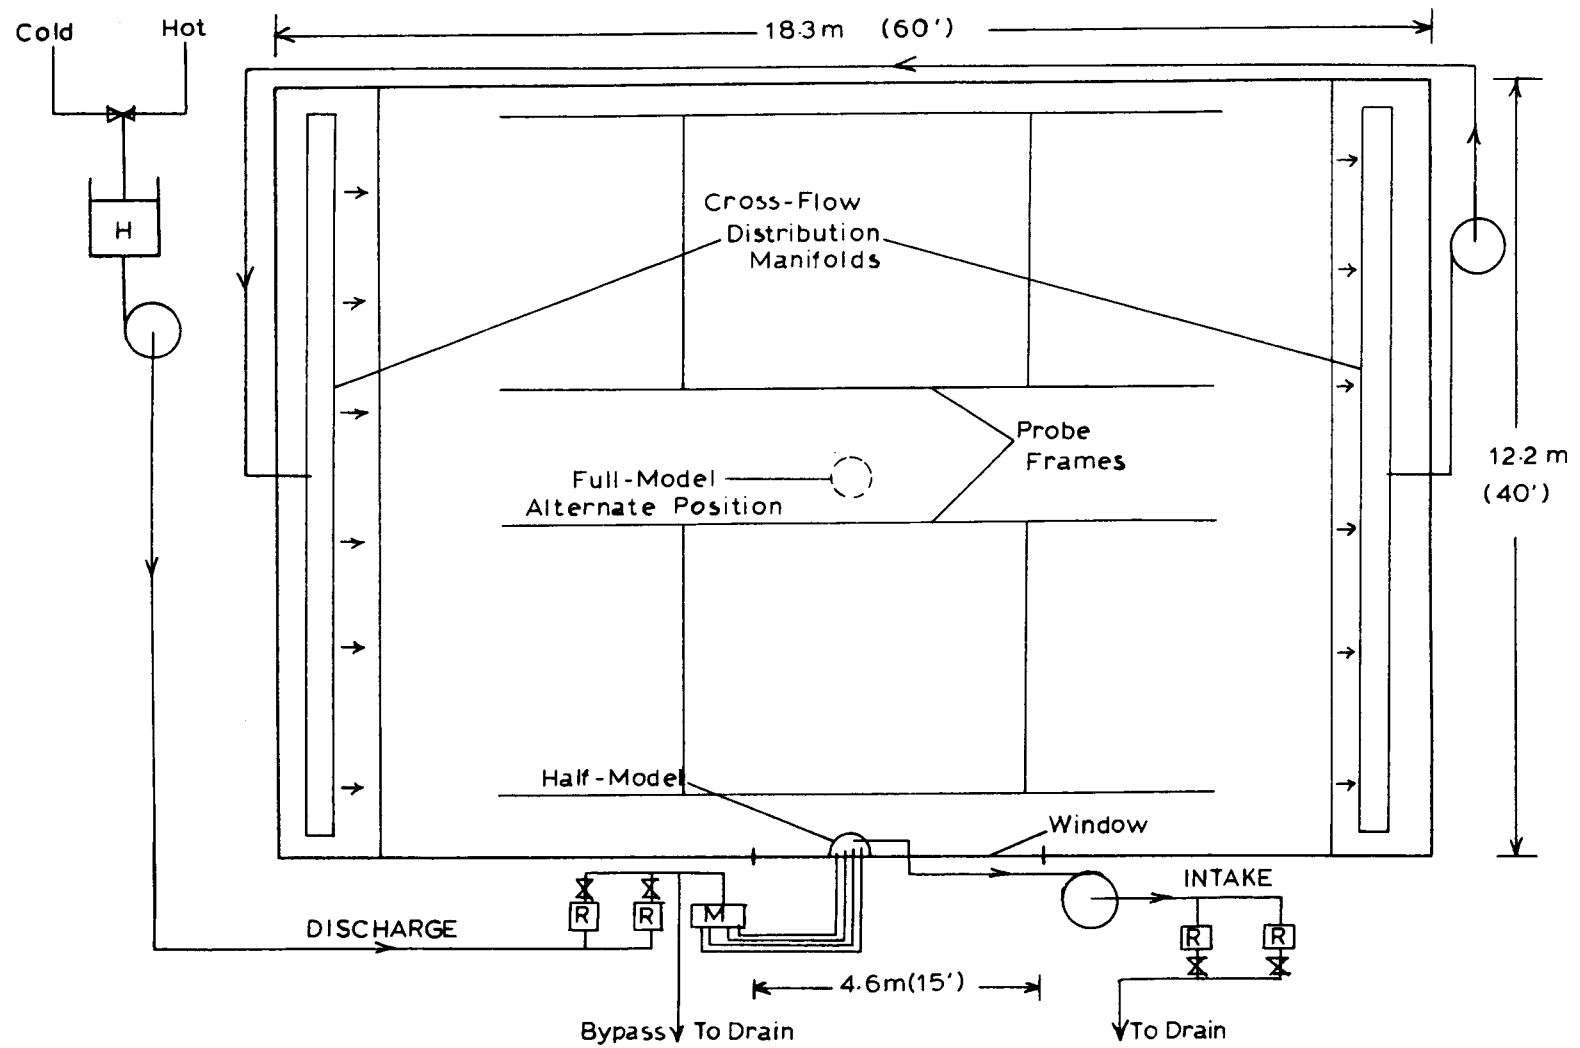 Cold
Hot
18.3m (60')
H
Cross-Flow
Distribution
Manifolds
Probe
Frames
12.2 m
(40')
Full-Model
Alternate Position
Half-Model
Window
INTAKE
R
R
M
R
R
DISCHARGE
4.6m(15')
Bypass To Drain
To Drain